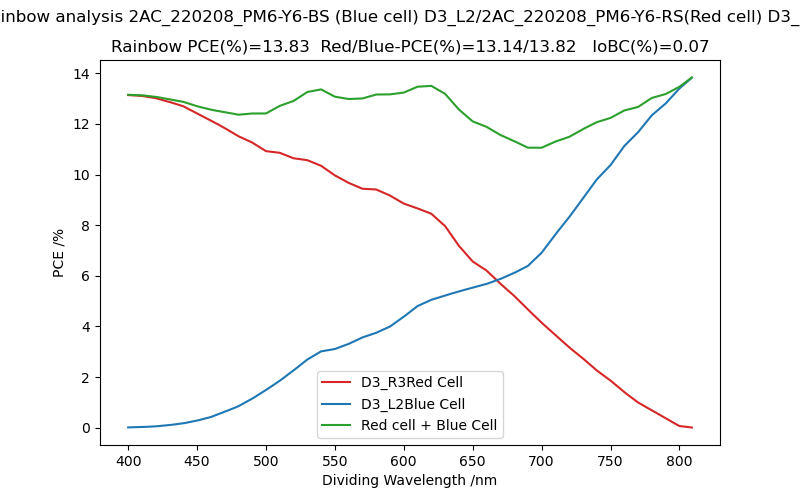 inbow analysis 2AC_220208_PM6-Y6-BS (Blue cell) D3_L2/2AC_220208_PM6-Y6-RS(Red cell) D3_
Rainbow PCE(%)=13.83 Red/Blue-PCE(%)=13.14/13.82 IoBC(%)=0.07
14
12
10
8
6
4
2
0
PCE /%
D3_R3Red Cell
D3_L2Blue Cell
Red cell + Blue Cell
400 450 500 550 600 650 700 750 800
Dividing Wavelength /nm